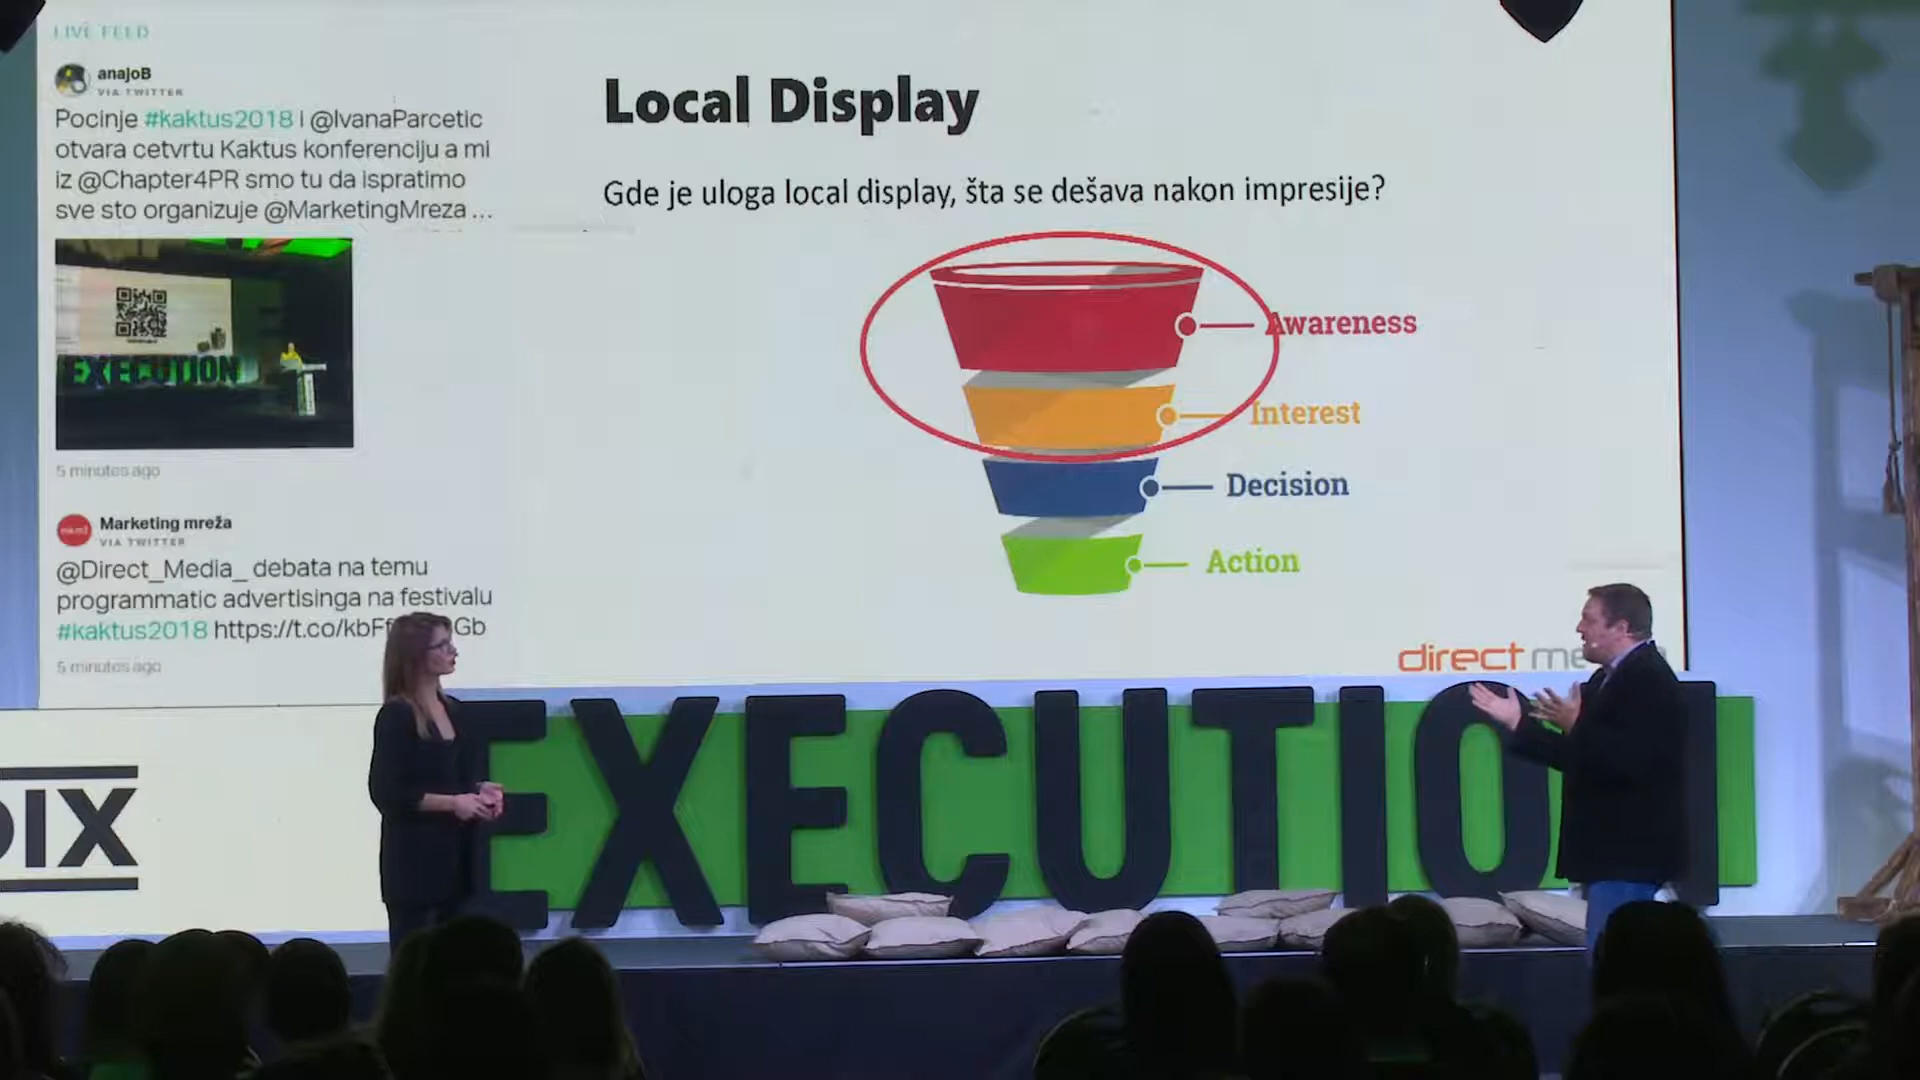 LIVE FEED
anajoB
VIA TWITTER
Pocinje #kaktus2018 i @IvanaParcetic
otvara cetvrtu Kaktus konferenciju a mi
iz @Chapter4PR smo tu da ispratimo
sve sto organizuje @MarketingMreza ...
EXECUTION
5 minutes ago
Marketing mreža
VIA TWITTER
@Direct_Media_ debata na temu
programmatic advertisinga na festivalu
#kaktus2018
5 minutes ago
Local Display
Gde je uloga local display, šta se dešava nakon impresije?
Awareness
Interest
Decision
Action
direct
EXECUTION